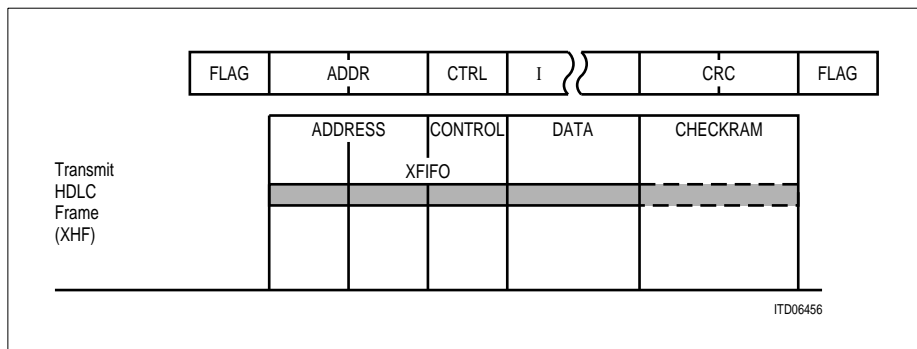 FLAG ADDR CTRL I CRC FLAG
ADDRESS CONTROL DATA CHECKRAM
XFIFO
Transmit
HDLC
Frame
(XHF)
ITD06456